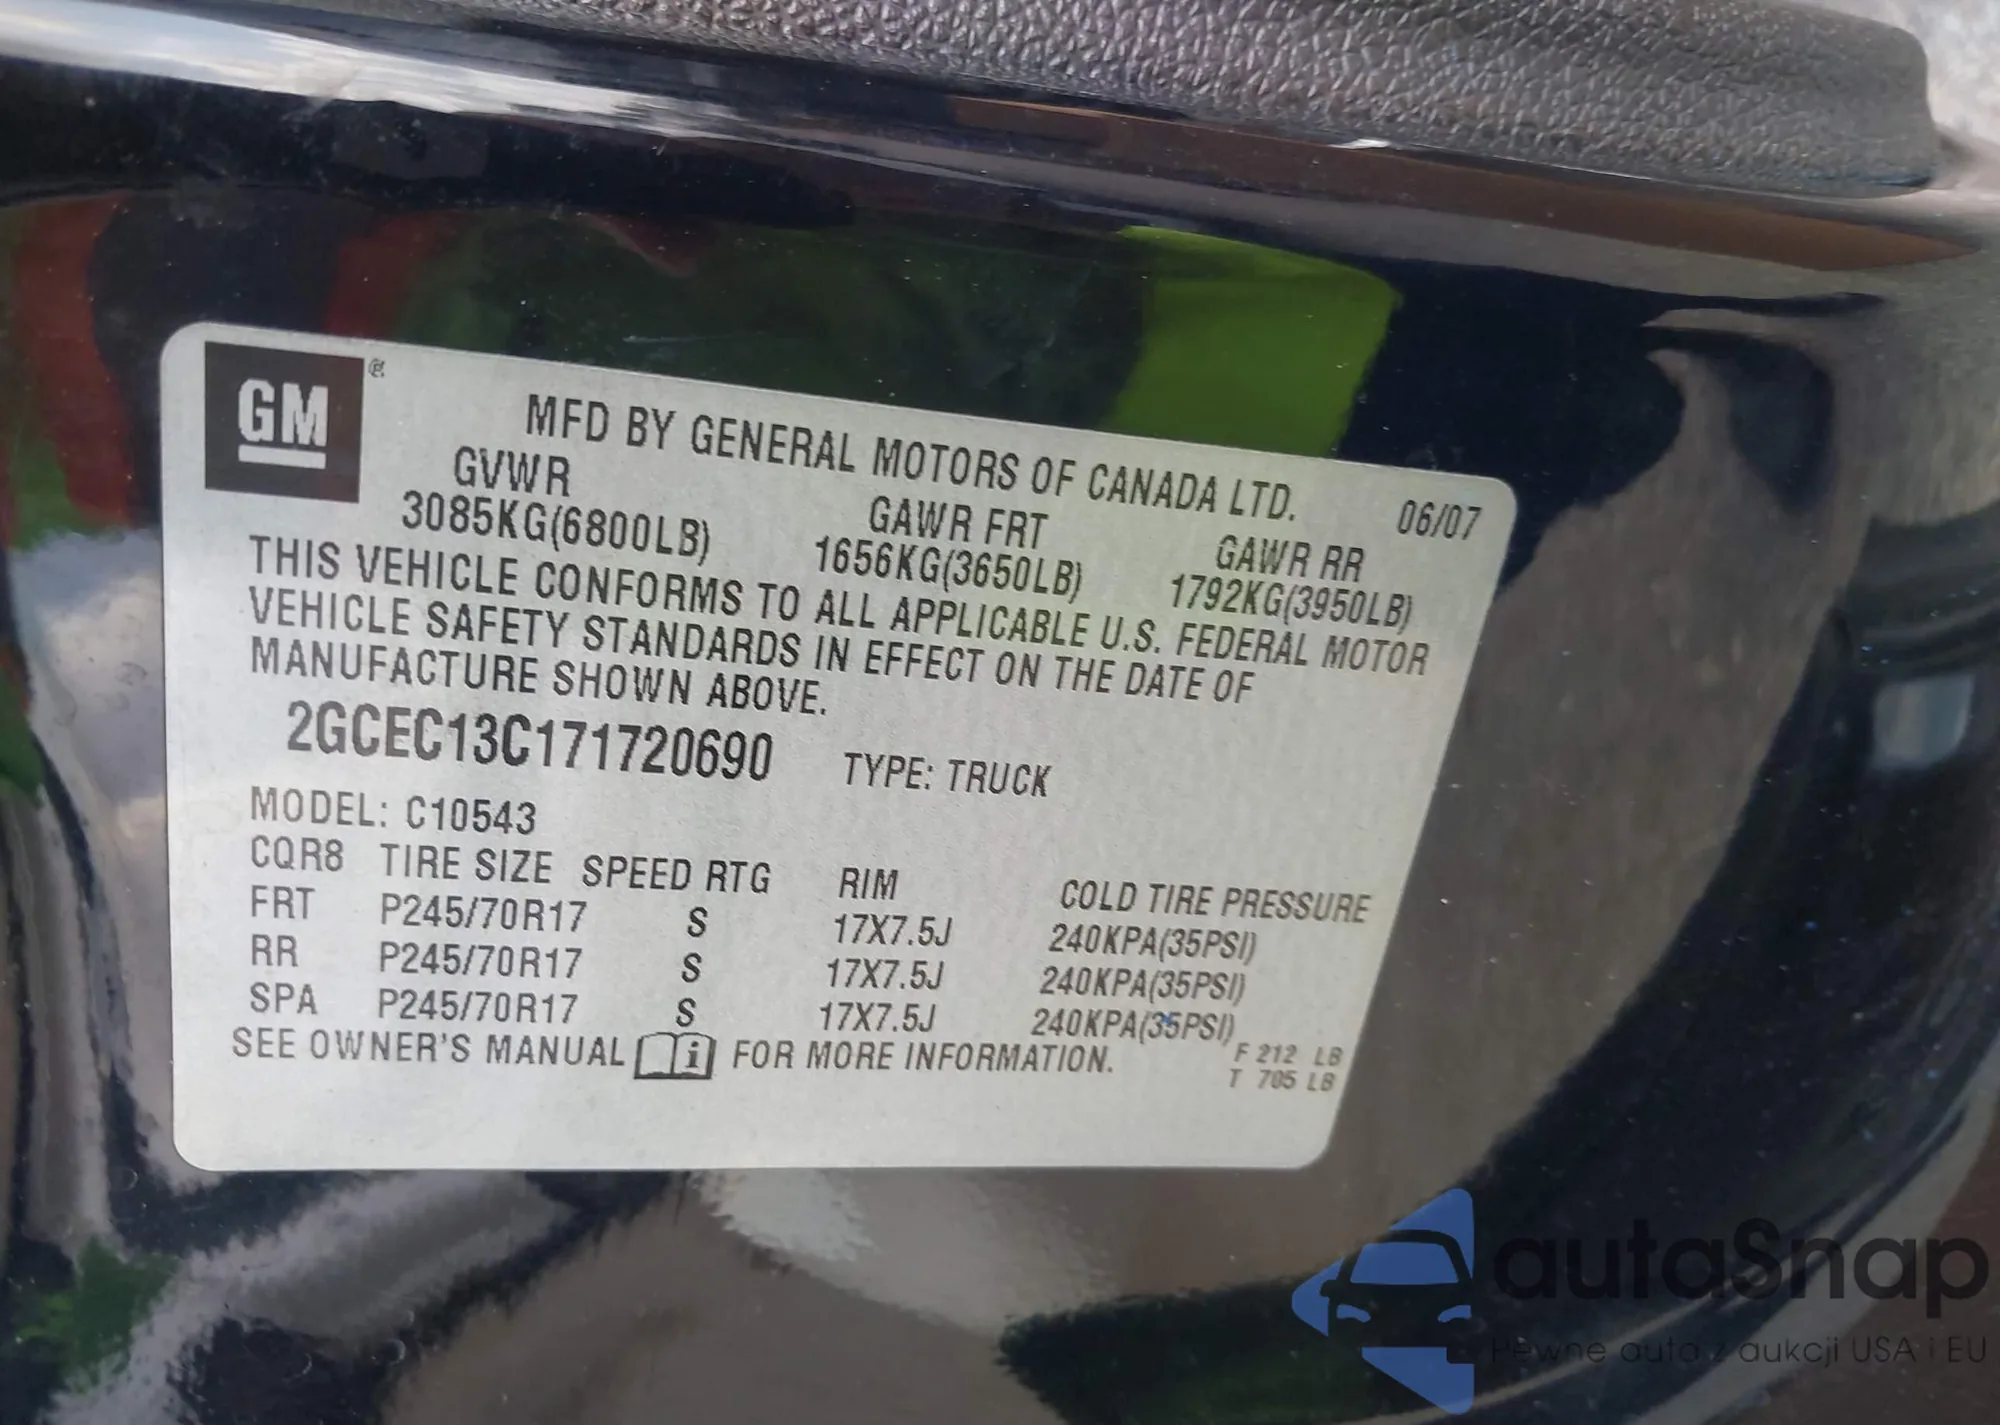 GM ®
MFD BY GENERAL MOTORS OF CANADA LTD.
06/07
GVWR GAWR FRT GAWR RR
3085KG(6800LB) 1656KG(3650LB) 1792KG(3950LB)
THIS VEHICLE CONFORMS TO ALL APPLICABLE U.S. FEDERAL MOTOR
VEHICLE SAFETY STANDARDS IN EFFECT ON THE DATE OF
MANUFACTURE SHOWN ABOVE.
2GCEC13C171720690 TYPE: TRUCK
MODEL: C10543
CQR8 TIRE SIZE SPEED RTG RIM COLD TIRE PRESSURE
FRT P245/70R17 S 17X7.5J 240KPA(35PSI)
RR P245/70R17 S 17X7.5J 240KPA(35PSI)
SPA P245/70R17 S 17X7.5J 240KPA(35PSI)
SEE OWNER'S MANUAL i FOR MORE INFORMATION.
F 212 LB
T 705 LB
autaSnap
Pewne auta z aukcji USA i EU